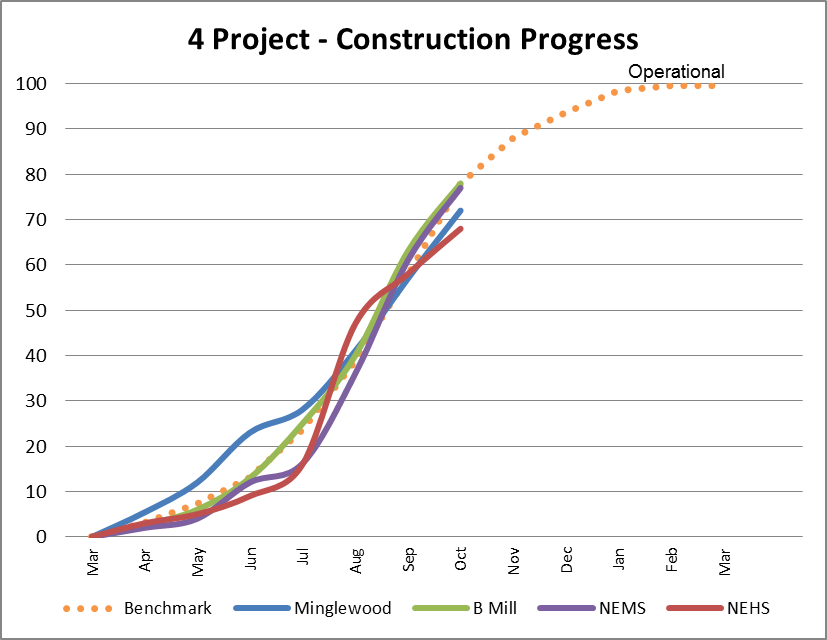 4 Project - Construction Progress
Operational
100
90
80
70
60
50
40
30
20
10
0
Mar Apr May Jun Jul Aug Sep Oct Nov Dec Jan Feb Mar
Benchmark Minglewood B Mill NEMS NEHS